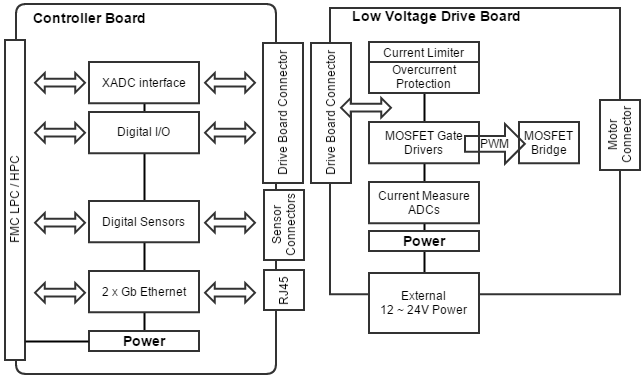 Controller Board
FMC LPC / HPC
XADC interface
Digital I/O
Digital Sensors
2 x Gb Ethernet
Power
Drive Board Connector
Sensor
Connectors
RJ45
Low Voltage Drive Board
Drive Board Connector
Current Limiter
Overcurrent
Protection
MOSFET Gate
Drivers
PWM
MOSFET
Bridge
Current Measure
ADCs
Power
External
12 ~ 24V Power
Motor
Connector